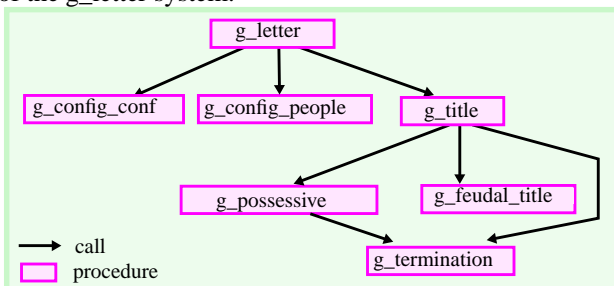 of the g_letter system.
g_letter
g_config_conf g_config_people g_title
g_possessive g_feudal_title
call g_termination
procedure